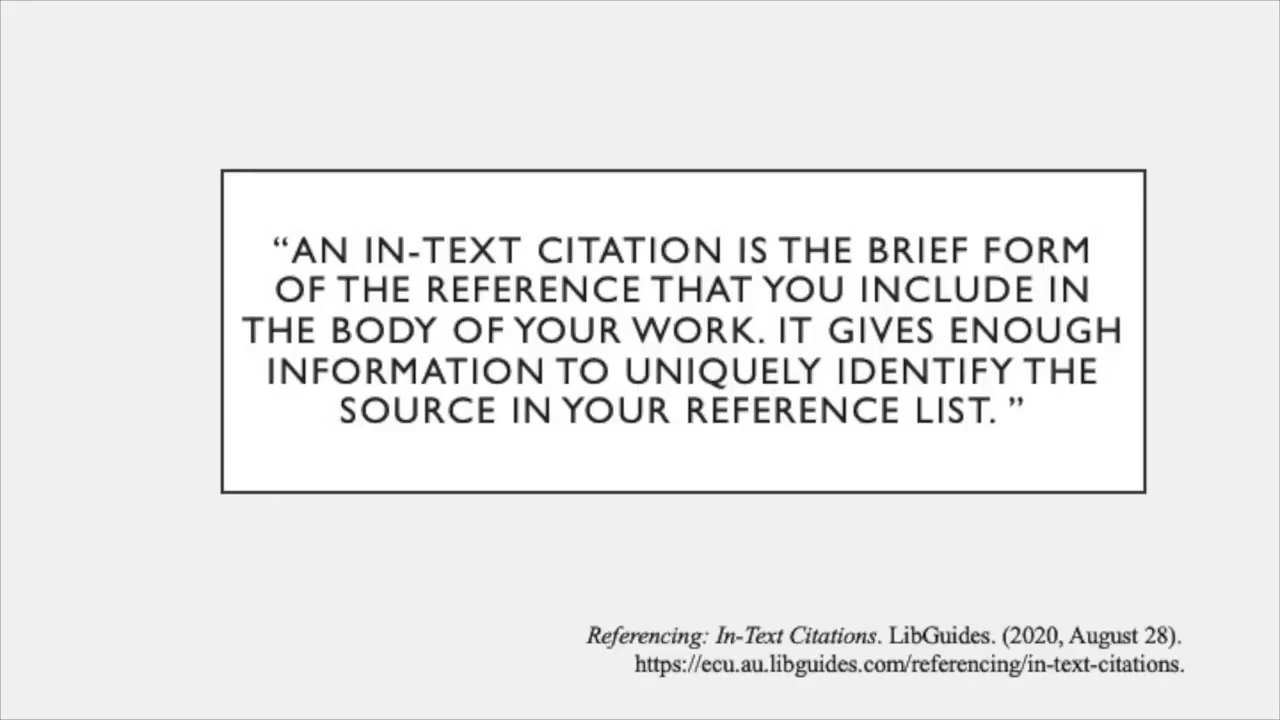 “AN IN-TEXT CITATION IS THE BRIEF FORM
OF THE REFERENCE THAT YOU INCLUDE IN
THE BODY OF YOUR WORK. IT GIVES ENOUGH
INFORMATION TO UNIQUELY IDENTIFY THE
SOURCE IN YOUR REFERENCE LIST. ”
Referencing: In-Text Citations. LibGuides. (2020, August 28).
https://ecu.au.libguides.com/referencing/in-text-citations.